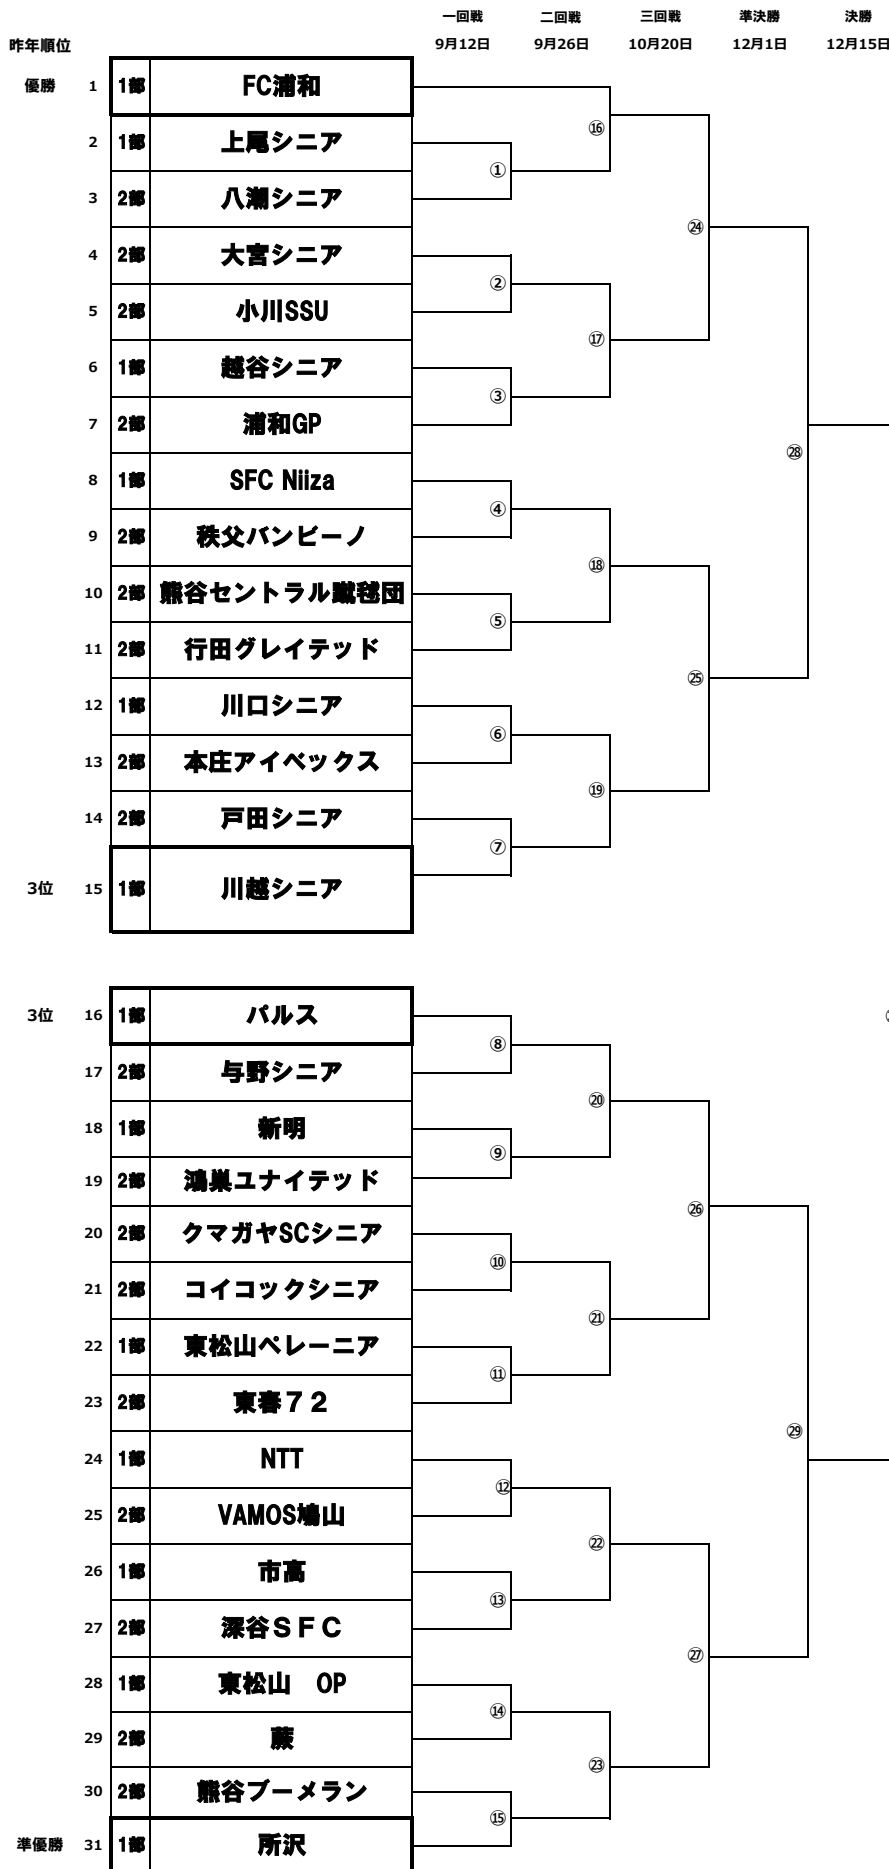 一回戦 二回戦 三回戦 準決勝 決勝
昨年順位 9月12日 9月26日 10月20日 12月1日 12月15日
優勝 1 1部 FC浦和
⑯
2 1部 上尾シニア
①
3 2部 八潮シニア
㉔
4 2部 大宮シニア
②
5 2部 小川SSU
⑰
6 1部 越谷シニア
③
7 2部 浦和GP
㉘
8 1部 SFC Niiza
④
9 2部 秩父バンビーノ
⑱
10 2部 熊谷セントラル蹴毬団
⑤
11 2部 行田グレイテッド
㉕
12 1部 川口シニア
⑥
13 2部 本庄アイベックス
⑲
14 2部 戸田シニア
⑦
3位 15 1部 川越シニア
3位 16 1部 パルス
⑧
17 2部 与野シニア
⑳
18 1部 新明
⑨
19 2部 鴻巣ユナイテッド
㉖
20 2部 クマガヤSCシニア
⑩
21 2部 コイコックシニア
㉑
22 1部 東松山ペレーニア
⑪
23 2部 東春７２
㉙
24 1部 NTT
⑫
25 2部 VAMOS鳩山
㉒
26 1部 市高
⑬
27 2部 深谷ＳＦＣ
㉗
28 1部 東松山　OP
⑭
29 2部 蕨
㉓
30 2部 熊谷ブーメラン
⑮
準優勝 31 1部 所沢